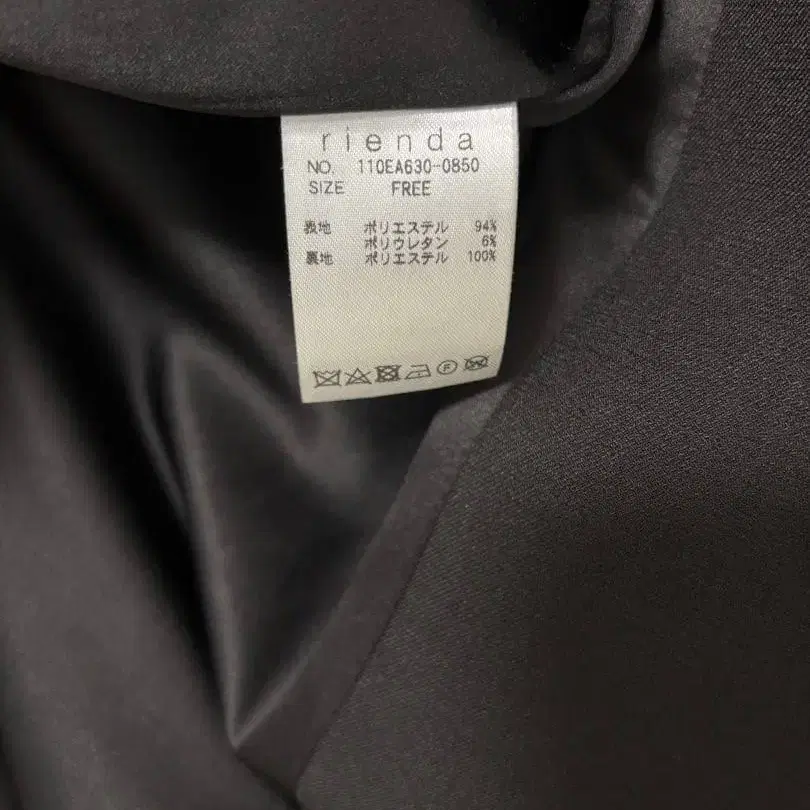 rienda
NO. 110EA630-0850
SIZE FREE
表地 ポリエステル 94%
ポリウレタン 6%
裏地 ポリエステル 100%
F
W